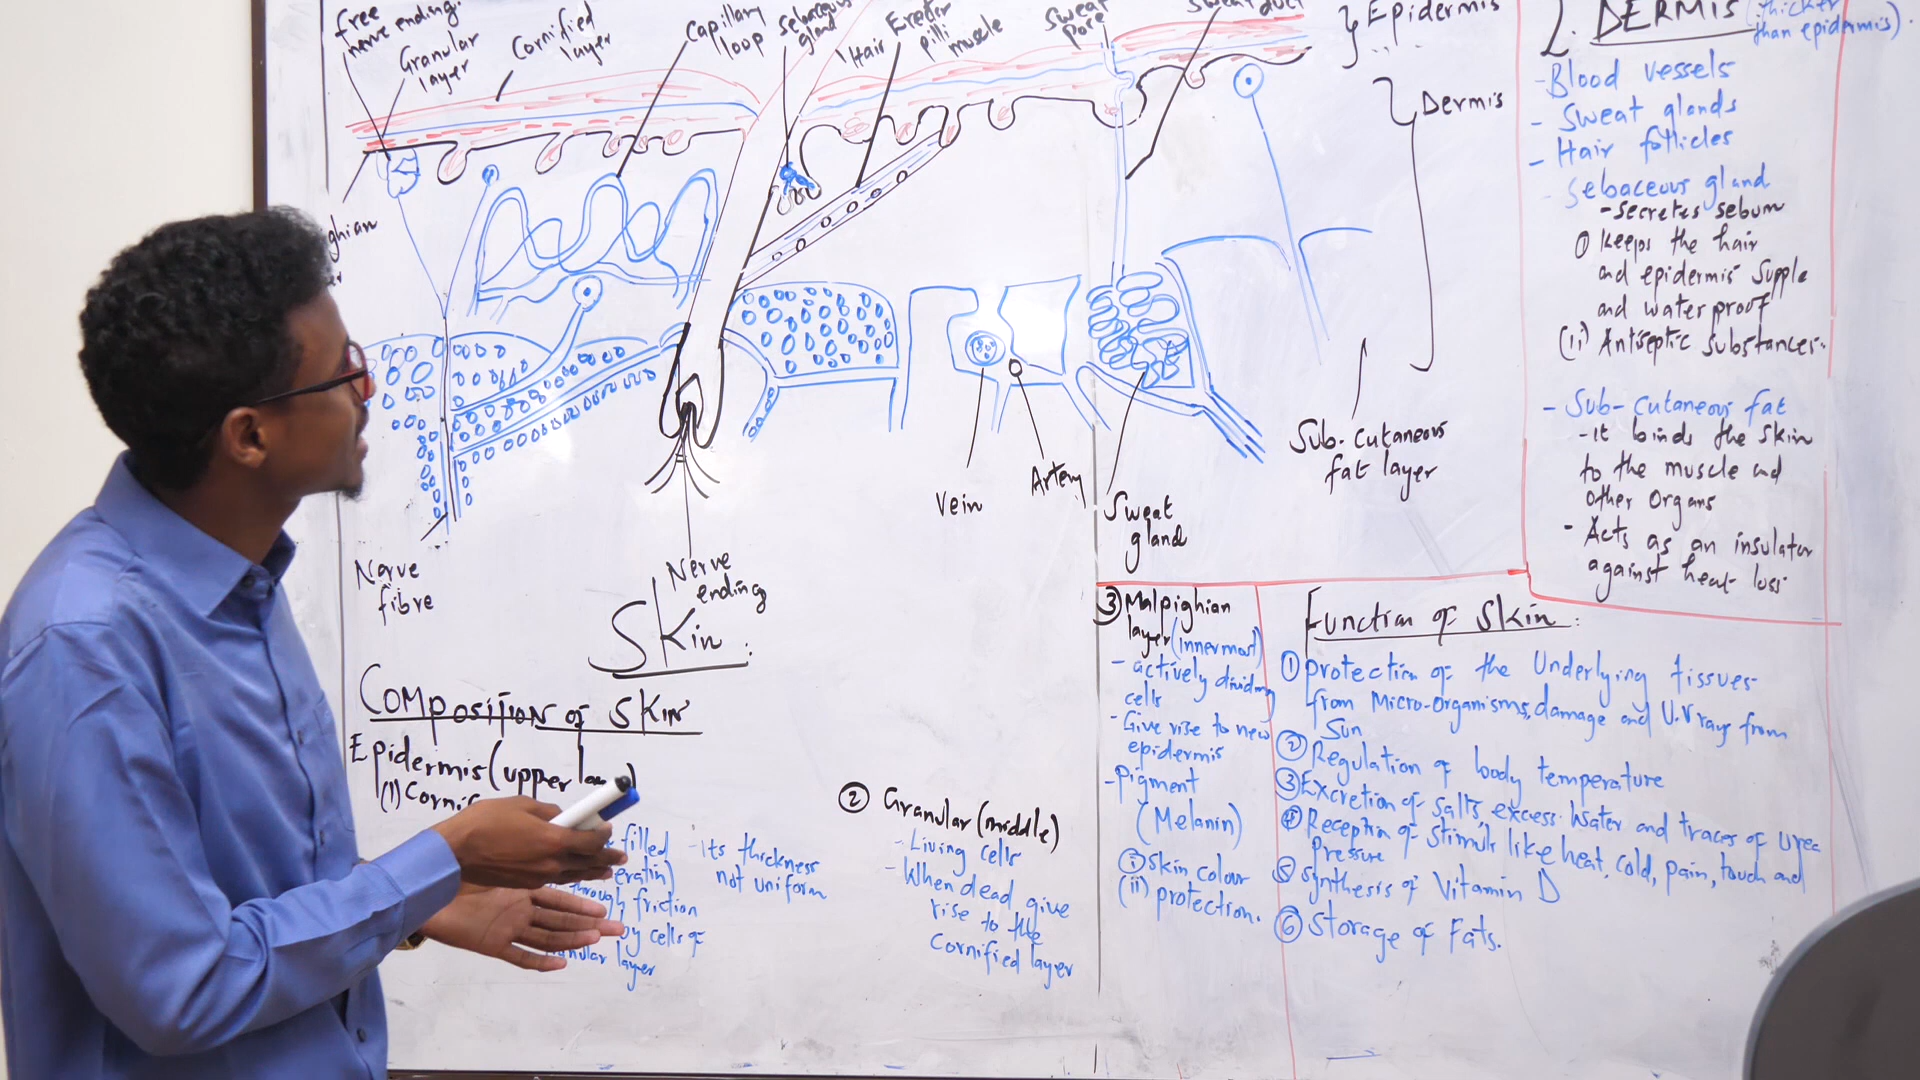 free
nerve ending.
Granular
layer
Cornified
layer
Capillary
loop
Sebaceous
gland
Hair
Erector
pilli
muscle
Sweat
pore
Sweat duct
Epidermis
Dermis
ghian
Nerve
fibre
Nerve
ending
Vein
Artery
Sweat
gland
Sub-cutaneous
fat layer
Skin:
Composition of skin
Epidermis (upper
(1) Corni
filled
eratin)
through friction
by cells of
layer
- Its thickness
not uniform
② Granular (middle)
- Living cells
- When dead give
rise to the
Cornified layer
③ Malpighian
layer (innermost)
- actively dividing
cells
- Give rise to new
epidermis
- Pigment
(Melanin)
(i) Skin colour
(ii) protection.
2. DERMIS (thicker
than epidermis).
- Blood vessels
- Sweat glands
- Hair follicles
- Sebaceous gland
- Secretes sebum
(i) Keeps the hair
and epidermis supple
and waterproof
(ii) Antiseptic substances.
- Sub-cutaneous fat
- it binds the skin
to the muscle and
other organs
- Acts as an insulator
against heat loss
Function of Skin:
① protection of the Underlying tissues
from Micro-organisms, damage and U.V rays from
Sun
② Regulation of body temperature
③ Excretion of salts, excess water and traces of urea
④ Reception of stimuli like heat, cold, pain, touch and
pressure
⑤ synthesis of Vitamin D
⑥ Storage of Fats.